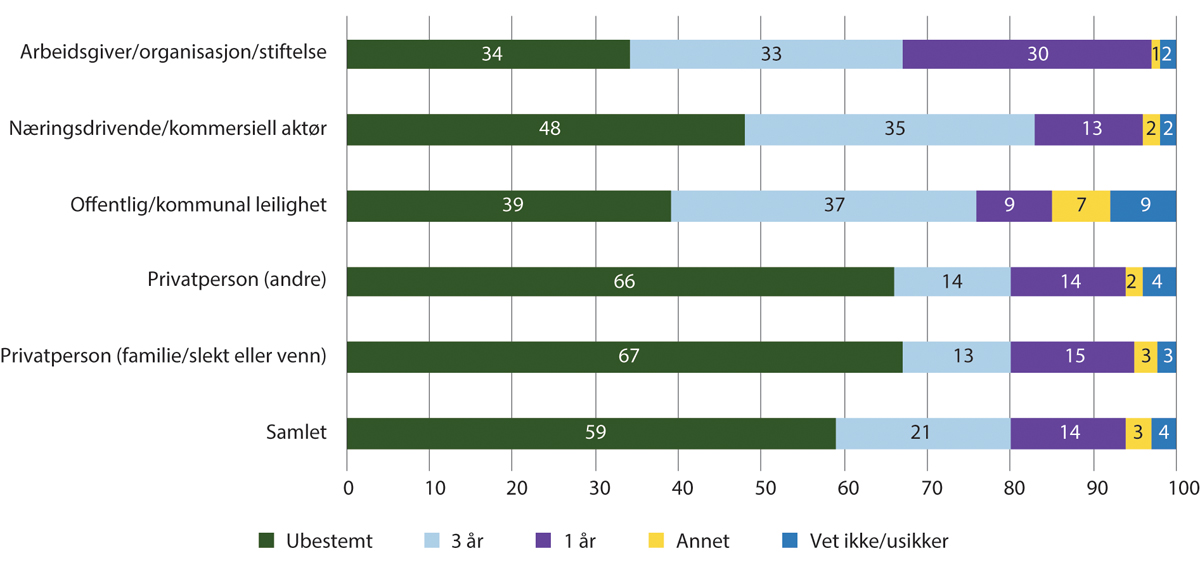 Arbeidsgiver/organisasjon/stiftelse 34 33 30 1 2
Næringsdrivende/kommersiell aktør 48 35 13 2 2
Offentlig/kommunal leilighet 39 37 9 7 9
Privatperson (andre) 66 14 14 2 4
Privatperson (familie/slekt eller venn) 67 13 15 3 3
Samlet 59 21 14 3 4
0 10 20 30 40 50 60 70 80 90 100
Ubestemt 3 år 1 år Annet Vet ikke/usikker